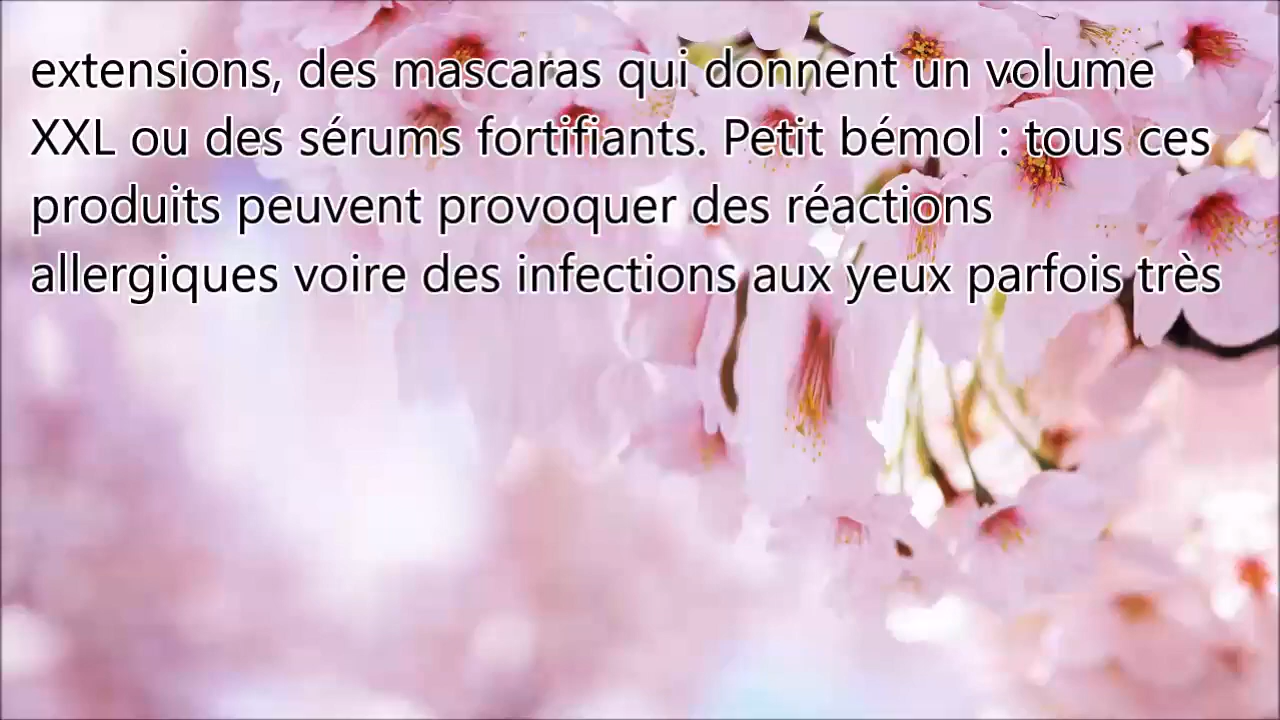 extensions, des mascaras qui donnent un volume
XXL ou des sérums fortifiants. Petit bémol : tous ces
produits peuvent provoquer des réactions
allergiques voire des infections aux yeux parfois très